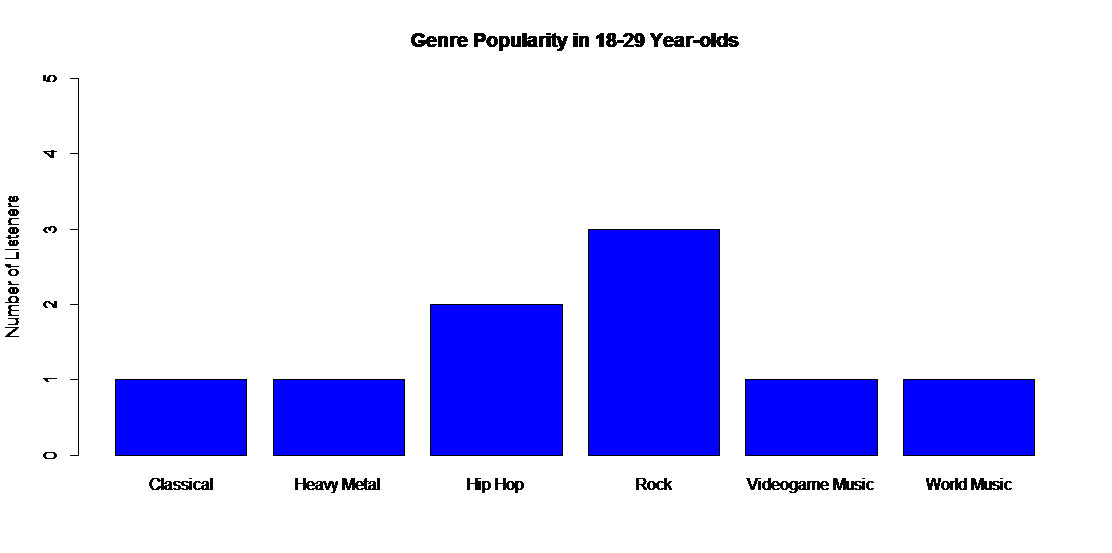 Genre Popularity in 18-29 Year-olds
Number of Listeners
5
4
3
2
1
0
Classical
Heavy Metal
Hip Hop
Rock
Videogame Music
World Music